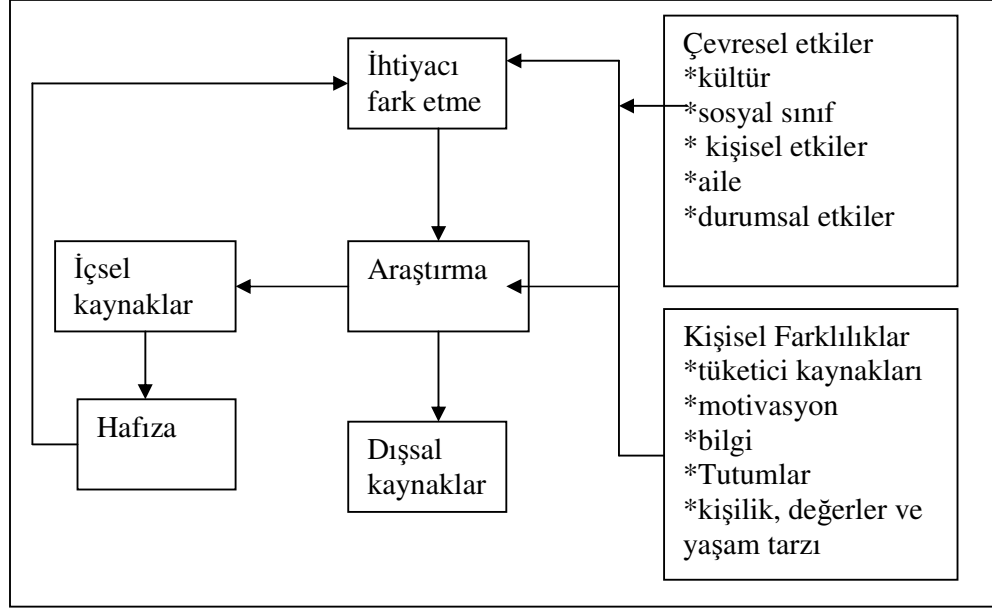 İhtiyacı
fark etme
Araştırma
İçsel
kaynaklar
Hafıza
Dışsal
kaynaklar
Çevresel etkiler
*kültür
*sosyal sınıf
* kişisel etkiler
*aile
*durumsal etkiler
Kişisel Farklılıklar
*tüketici kaynakları
*motivasyon
*bilgi
*Tutumlar
*kişilik, değerler ve
yaşam tarzı